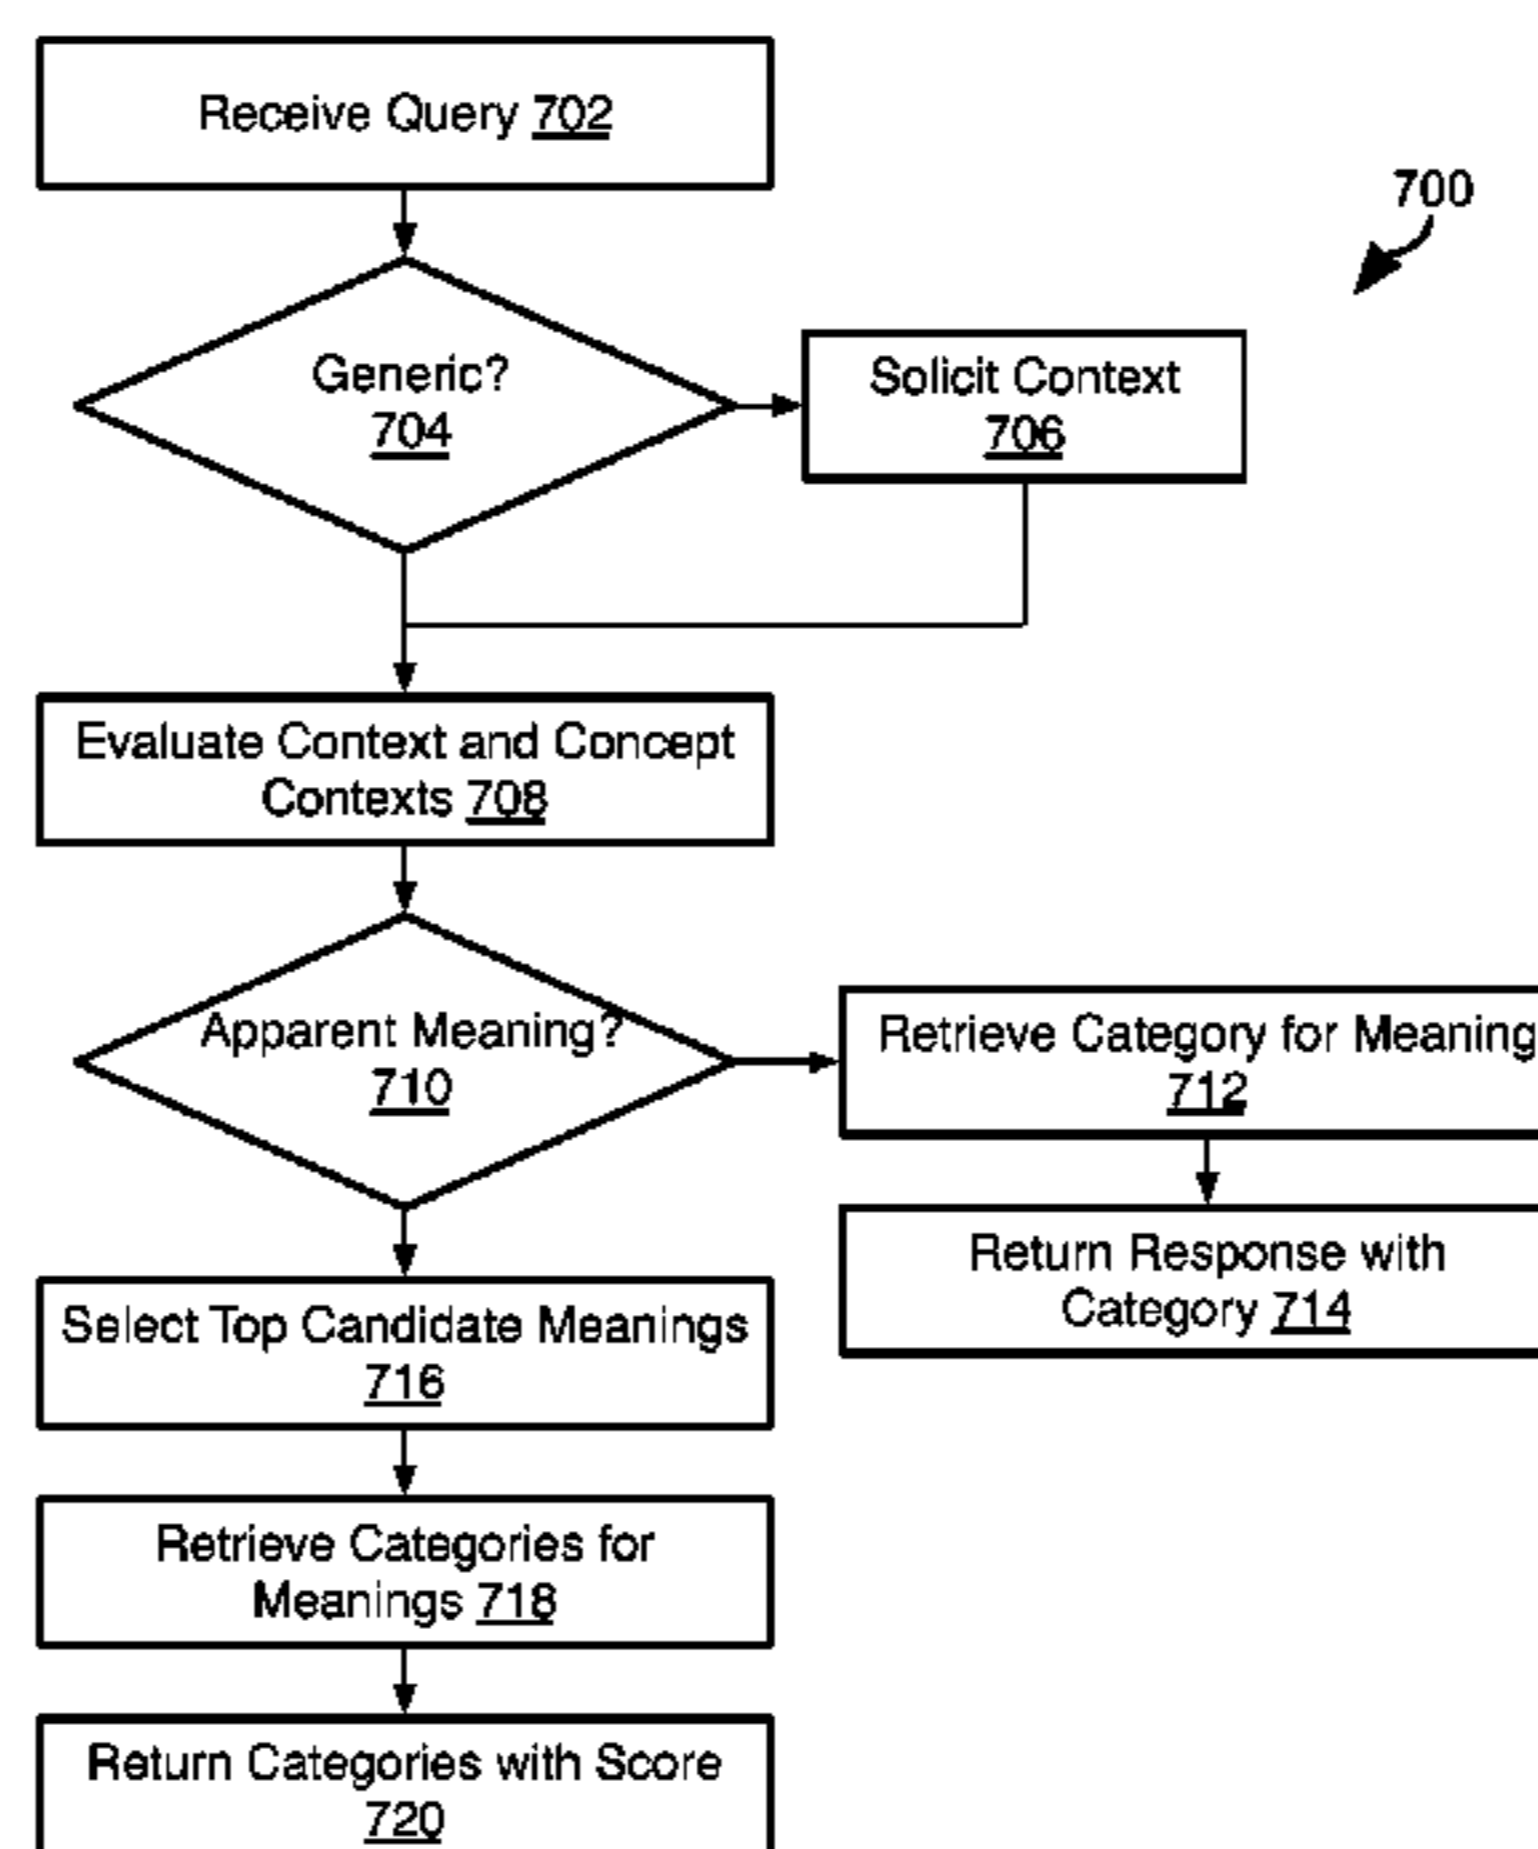 Receive Query 702
700
Generic?
704
Solicit Context
706
Evaluate Context and Concept
Contexts 708
Apparent Meaning?
710
Retrieve Category for Meaning
712
Return Response with
Category 714
Select Top Candidate Meanings
716
Retrieve Categories for
Meanings 718
Return Categories with Score
720